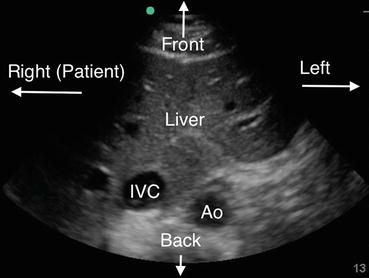 Front
Right (Patient)
Left
Liver
IVC
Ao
Back
13